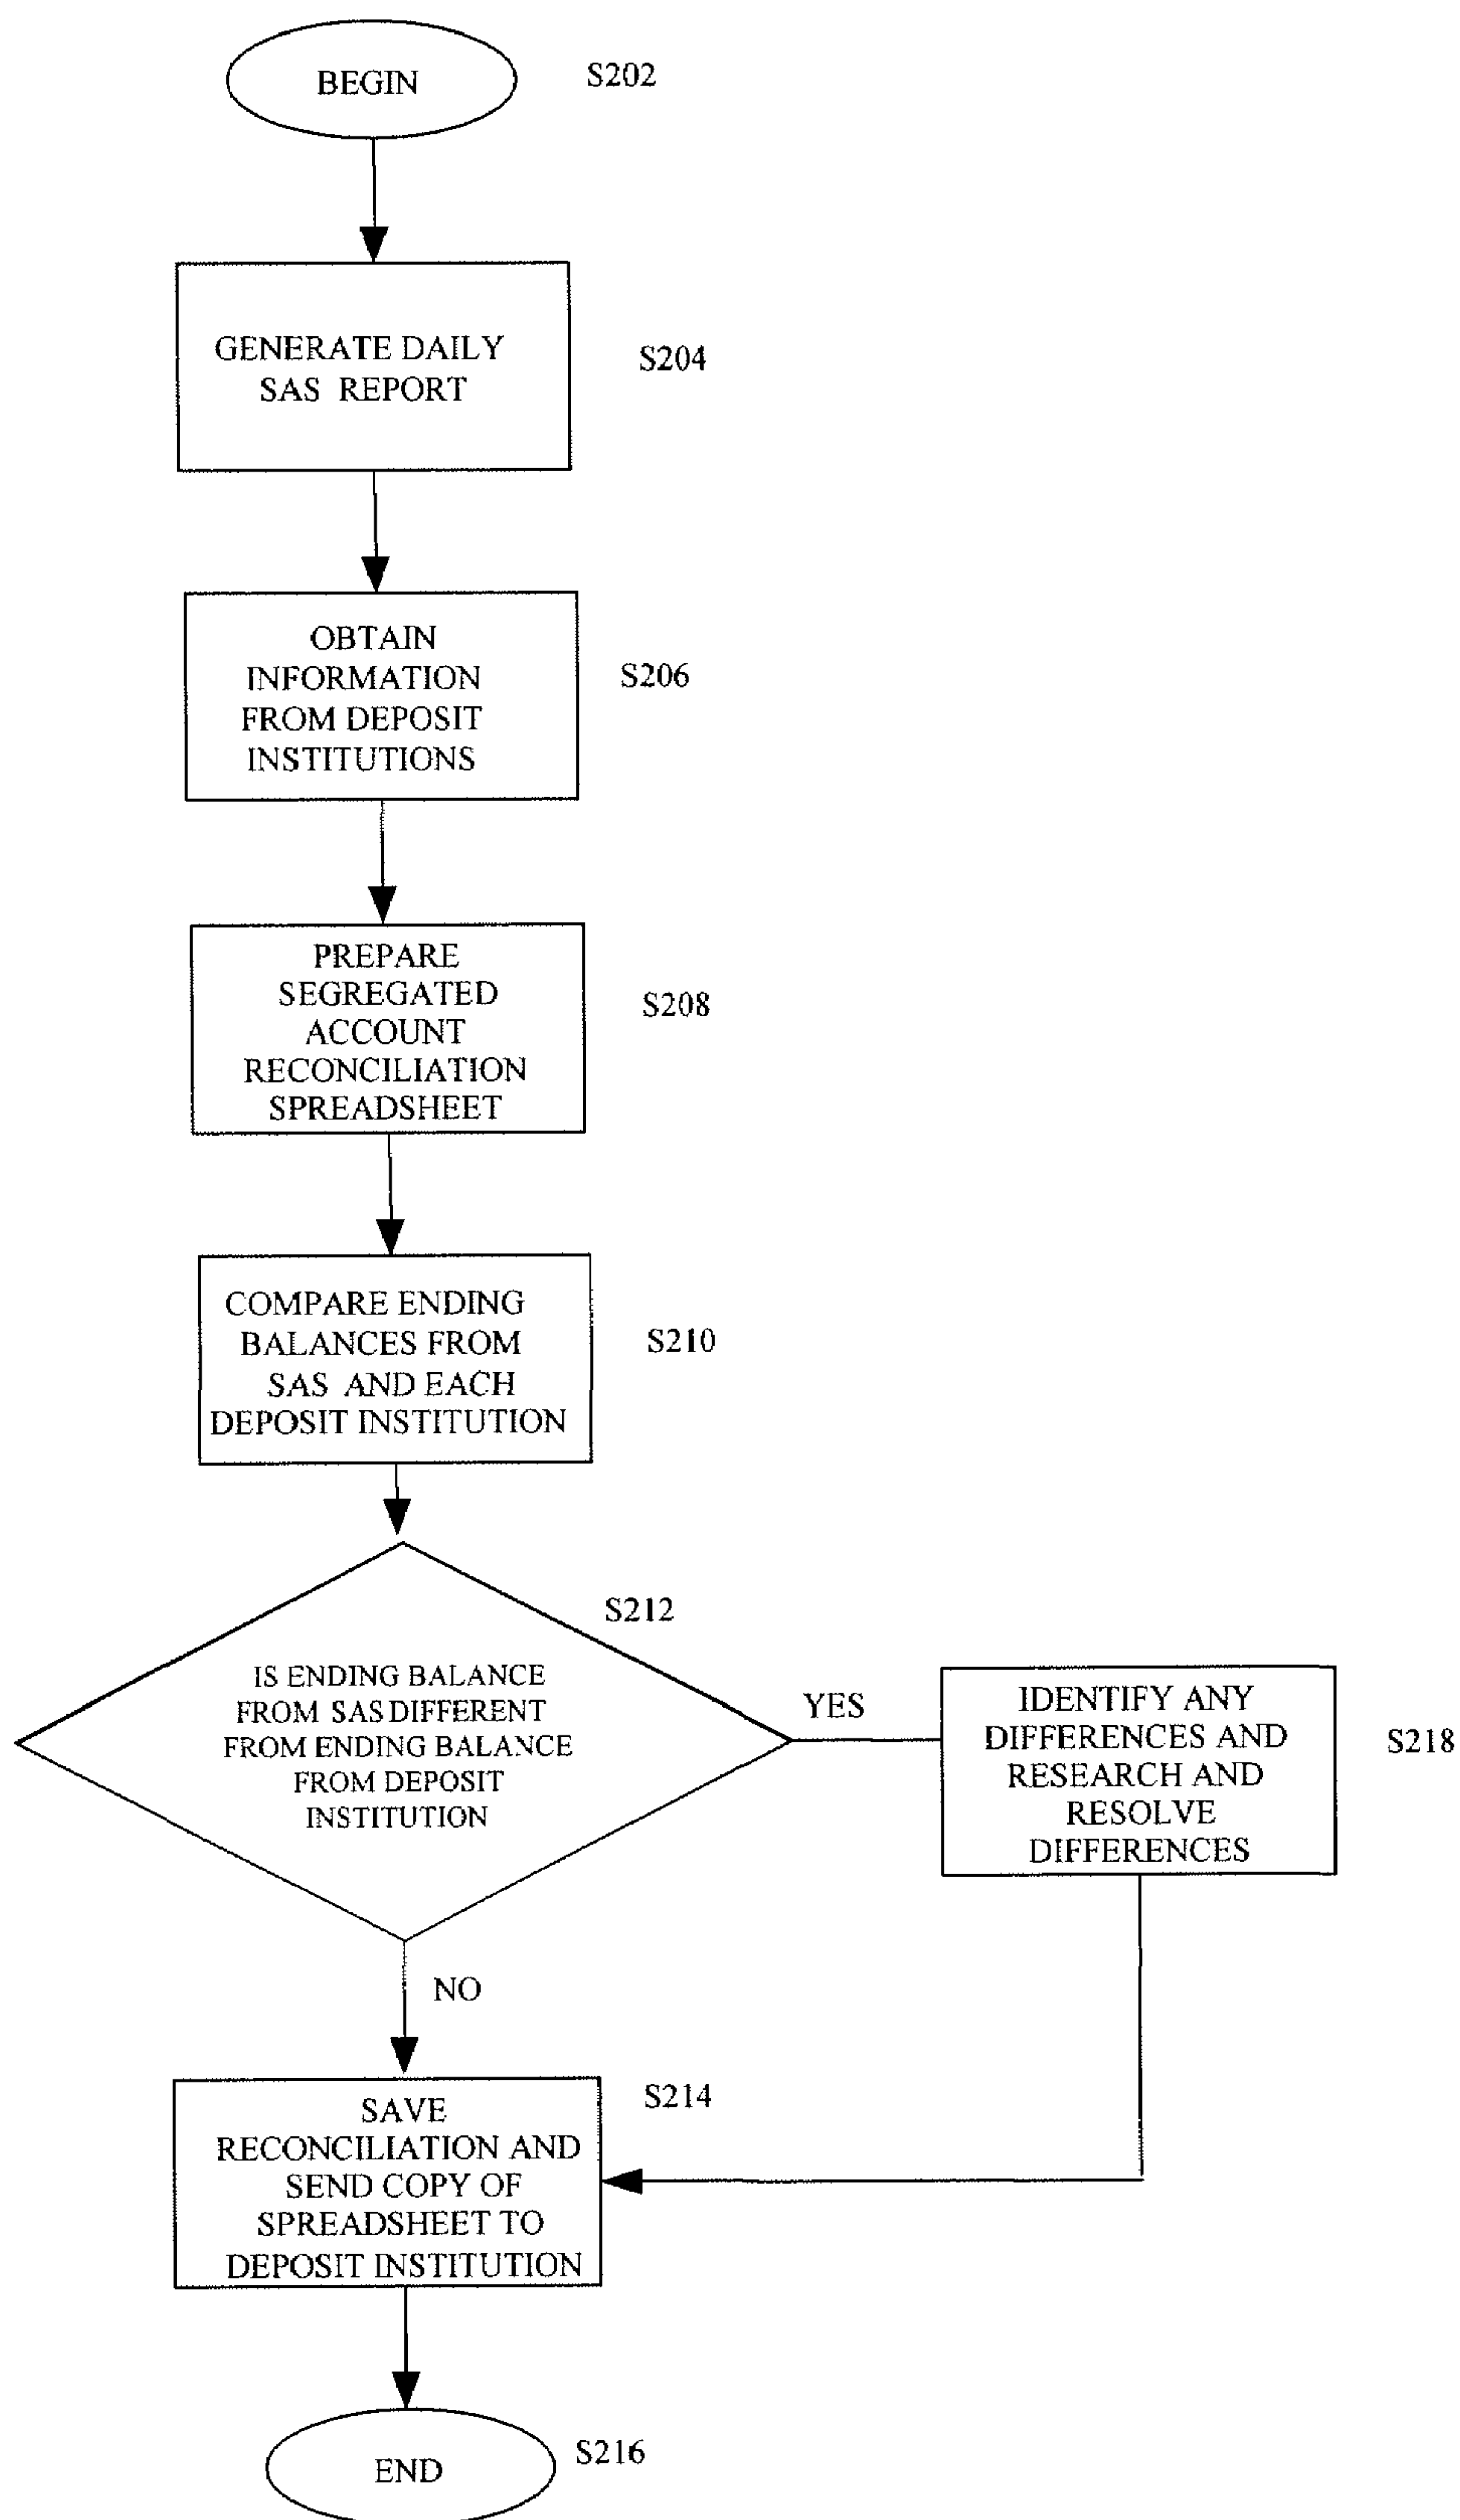 BEGIN
S202
GENERATE DAILY
SAS REPORT
S204
OBTAIN
INFORMATION
FROM DEPOSIT
INSTITUTIONS
S206
PREPARE
SEGREGATED
ACCOUNT
RECONCILIATION
SPREADSHEET
S208
COMPARE ENDING
BALANCES FROM
SAS AND EACH
DEPOSIT INSTITUTION
S210
S212
IS ENDING BALANCE
FROM SAS DIFFERENT
FROM ENDING BALANCE
FROM DEPOSIT
INSTITUTION
YES
IDENTIFY ANY
DIFFERENCES AND
RESEARCH AND
RESOLVE
DIFFERENCES
S218
NO
SAVE
RECONCILIATION AND
SEND COPY OF
SPREADSHEET TO
DEPOSIT INSTITUTION
S214
END
S216